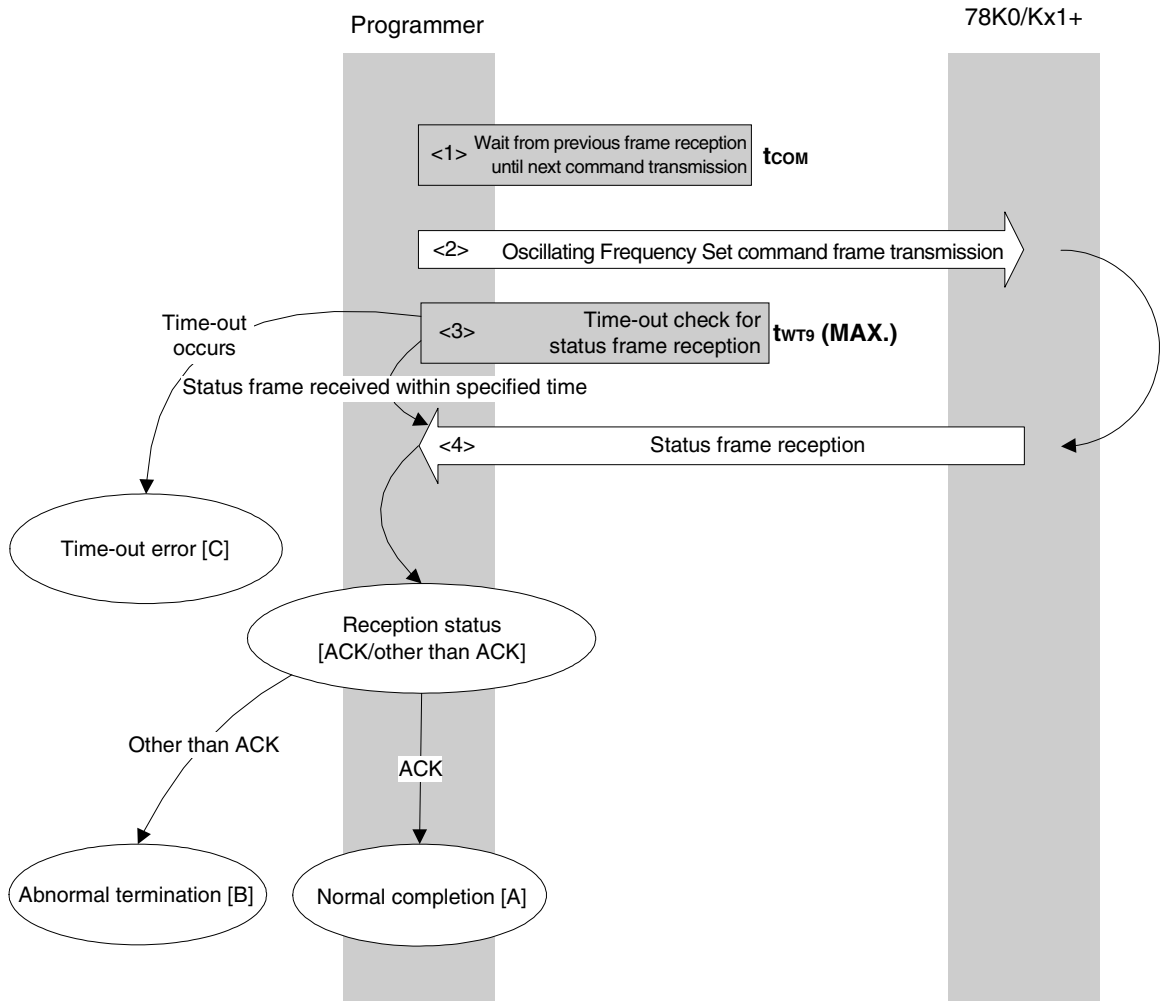 Programmer
78K0/Kx1+
<1> Wait from previous frame reception
until next command transmission
tCOM
<2> Oscillating Frequency Set command frame transmission
Time-out
occurs
<3> Time-out check for
status frame reception
tWT9 (MAX.)
Status frame received within specified time
<4> Status frame reception
Time-out error [C]
Reception status
[ACK/other than ACK]
Other than ACK
ACK
Abnormal termination [B]
Normal completion [A]